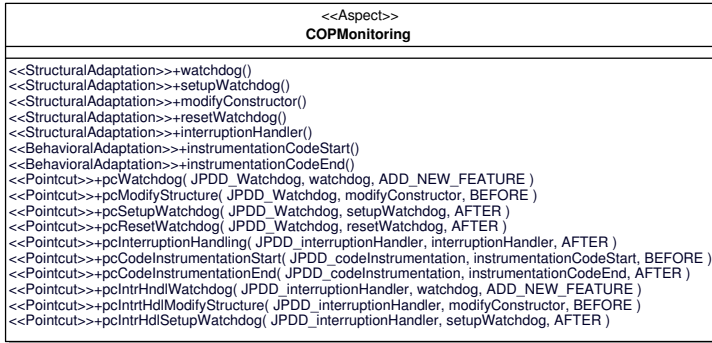 <<Aspect>>
COPMonitoring
<<StructuralAdaptation>>+watchdog()
<<StructuralAdaptation>>+setupWatchdog()
<<StructuralAdaptation>>+modifyConstructor()
<<StructuralAdaptation>>+resetWatchdog()
<<StructuralAdaptation>>+interruptionHandler()
<<BehavioralAdaptation>>+instrumentationCodeStart()
<<BehavioralAdaptation>>+instrumentationCodeEnd()
<<Pointcut>>+pcWatchdog( JPDD_Watchdog, watchdog, ADD_NEW_FEATURE )
<<Pointcut>>+pcModifyStructure( JPDD_Watchdog, modifyConstructor, BEFORE )
<<Pointcut>>+pcSetupWatchdog( JPDD_Watchdog, setupWatchdog, AFTER )
<<Pointcut>>+pcResetWatchdog( JPDD_Watchdog, resetWatchdog, AFTER )
<<Pointcut>>+pcInterruptionHandling( JPDD_interruptionHandler, interruptionHandler, AFTER )
<<Pointcut>>+pcCodeInstrumentationStart( JPDD_codeInstrumentation, instrumentationCodeStart, BEFORE )
<<Pointcut>>+pcCodeInstrumentationEnd( JPDD_codeInstrumentation, instrumentationCodeEnd, AFTER )
<<Pointcut>>+pcIntrHndlWatchdog( JPDD_interruptionHandler, watchdog, ADD_NEW_FEATURE )
<<Pointcut>>+pcIntrtHdlModifyStructure( JPDD_interruptionHandler, modifyConstructor, BEFORE )
<<Pointcut>>+pcIntrHdlSetupWatchdog( JPDD_interruptionHandler, setupWatchdog, AFTER )